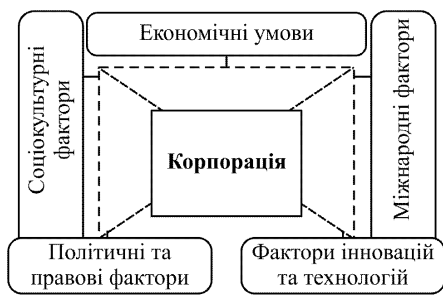 Економічні умови
Соціокультурні
фактори
Корпорація
Міжнародні фактори
Політичні та
правові фактори
Фактори інновацій
та технологій